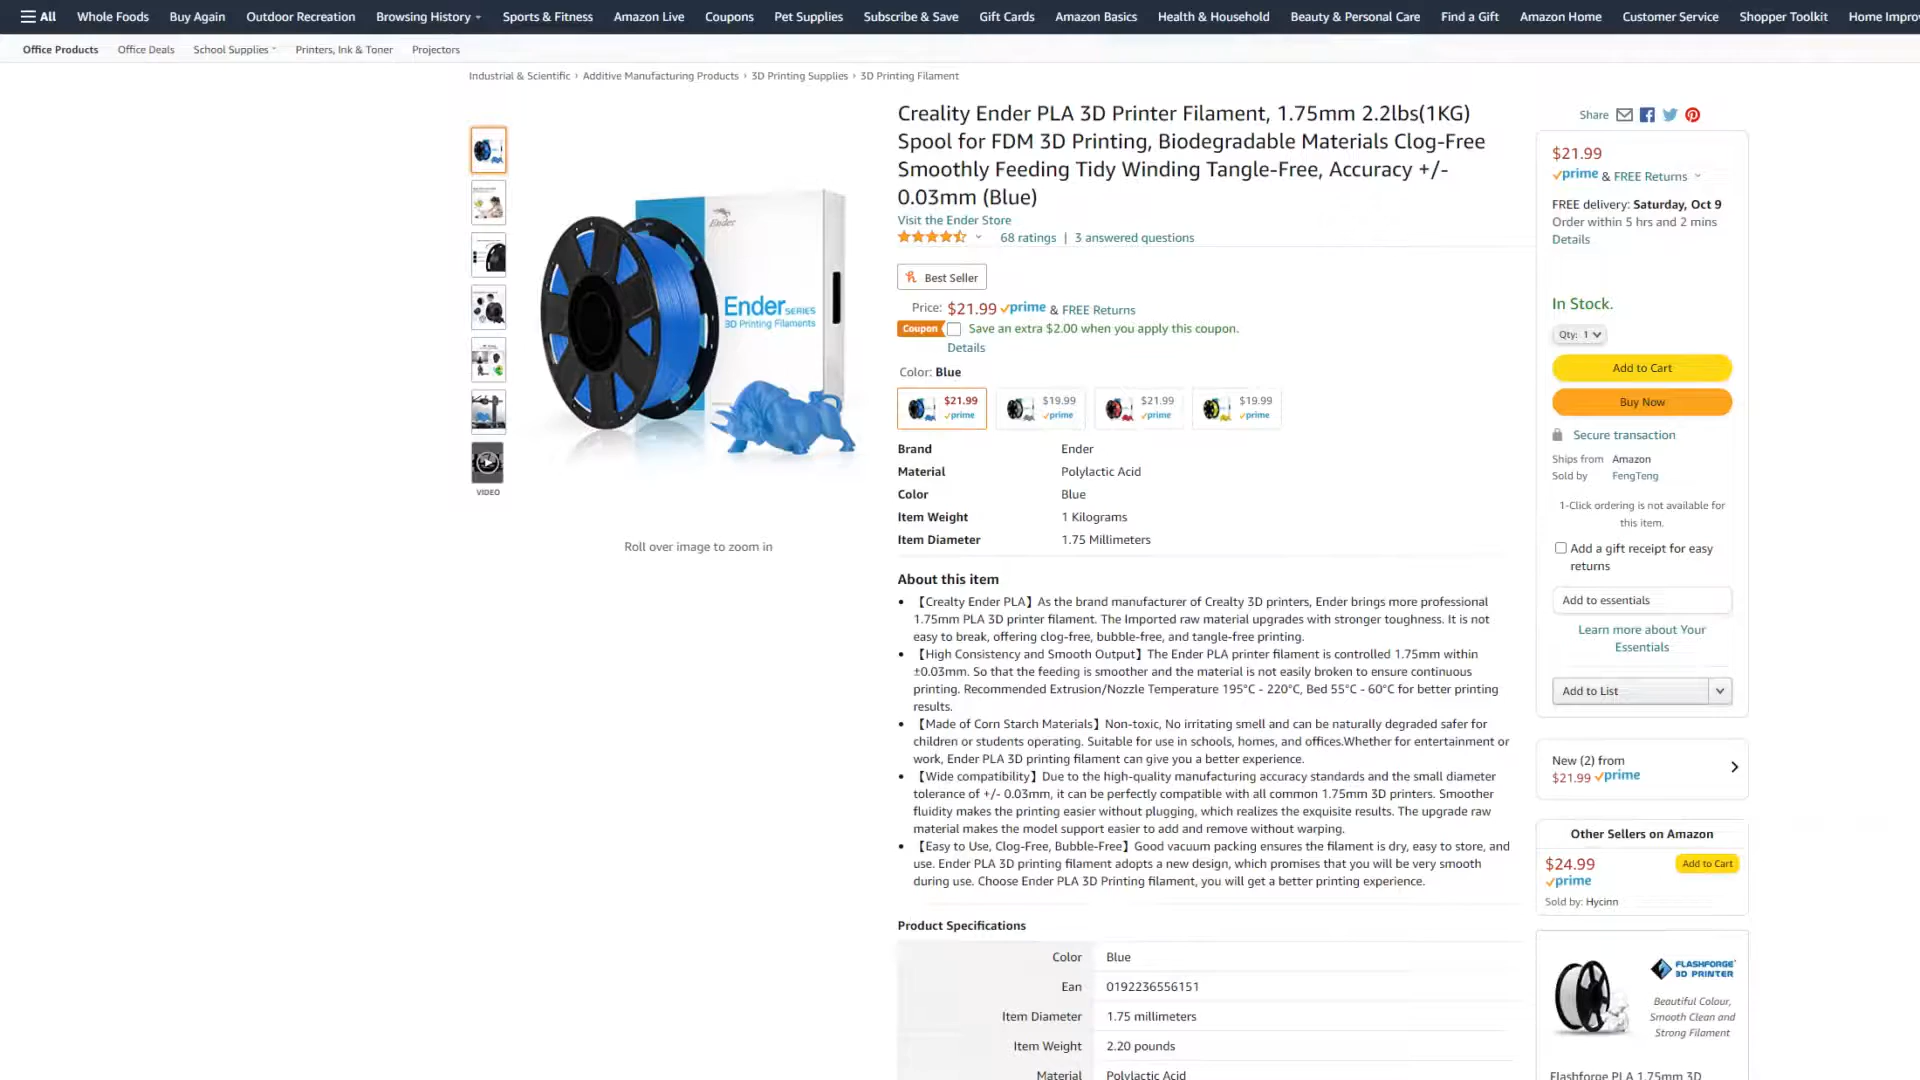 All Whole Foods Buy Again Outdoor Recreation Browsing History Sports & Fitness Amazon Live Coupons Pet Supplies Subscribe & Save Gift Cards Amazon Basics Health & Household Beauty & Personal Care Find a Gift Amazon Home Customer Service Shopper Toolkit Home Improv
Office Products Office Deals School Supplies Printers, Ink & Toner Projectors
Industrial & Scientific › Additive Manufacturing Products › 3D Printing Supplies › 3D Printing Filament
VIDEO
Ender
Ender SERIES
3D Printing Filaments
Roll over image to zoom in
Creality Ender PLA 3D Printer Filament, 1.75mm 2.2lbs(1KG)
Spool for FDM 3D Printing, Biodegradable Materials Clog-Free
Smoothly Feeding Tidy Winding Tangle-Free, Accuracy +/-
0.03mm (Blue)
Visit the Ender Store
68 ratings | 3 answered questions
Best Seller
Price: $21.99 prime & FREE Returns
Coupon Save an extra $2.00 when you apply this coupon.
Details
Color: Blue
$21.99 $19.99 $21.99 $19.99
prime prime prime prime
Brand Ender
Material Polylactic Acid
Color Blue
Item Weight 1 Kilograms
Item Diameter 1.75 Millimeters
About this item
• 【Crealty Ender PLA】As the brand manufacturer of Crealty 3D printers, Ender brings more professional
1.75mm PLA 3D printer filament. The Imported raw material upgrades with stronger toughness. It is not
easy to break, offering clog-free, bubble-free, and tangle-free printing.
• 【High Consistency and Smooth Output】The Ender PLA printer filament is controlled 1.75mm within
±0.03mm. So that the feeding is smoother and the material is not easily broken to ensure continuous
printing. Recommended Extrusion/Nozzle Temperature 195°C - 220°C, Bed 55°C - 60°C for better printing
results.
• 【Made of Corn Starch Materials】Non-toxic, No irritating smell and can be naturally degraded safer for
children or students operating. Suitable for use in schools, homes, and offices.Whether for entertainment or
work, Ender PLA 3D printing filament can give you a better experience.
• 【Wide compatibility】Due to the high-quality manufacturing accuracy standards and the small diameter
tolerance of +/- 0.03mm, it can be perfectly compatible with all common 1.75mm 3D printers. Smoother
fluidity makes the printing easier without plugging, which realizes the exquisite results. The upgrade raw
material makes the model support easier to add and remove without warping.
• 【Easy to Use, Clog-Free, Bubble-Free】Good vacuum packing ensures the filament is dry, easy to store, and
use. Ender PLA 3D printing filament adopts a new design, which promises that you will be very smooth
during use. Choose Ender PLA 3D Printing filament, you will get a better printing experience.
Product Specifications
Color Blue
Ean 0192236556151
Item Diameter 1.75 millimeters
Item Weight 2.20 pounds
Material Polylactic Acid
Share
$21.99
prime & FREE Returns
FREE delivery: Saturday, Oct 9
Order within 5 hrs and 2 mins
Details
In Stock.
Qty: 1
Add to Cart
Buy Now
Secure transaction
Ships from Amazon
Sold by FengTeng
1-Click ordering is not available for
this item.
Add a gift receipt for easy
returns
Add to essentials
Learn more about Your
Essentials
Add to List
New (2) from
$21.99 prime
Other Sellers on Amazon
$24.99 Add to Cart
prime
Sold by: Hycinn
FLASHFORGE
3D PRINTER
Beautiful Colour,
Smooth Clean and
Strong Filament
Flashforge PLA 1.75mm 3D